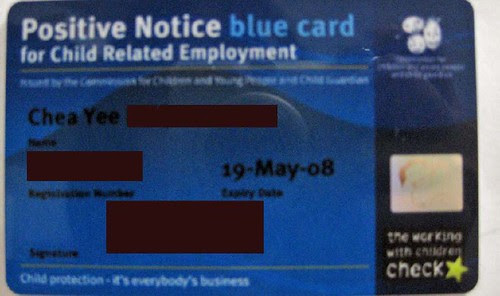 Positive Notice blue card
for Child Related Employment
Issued by the Commission for Children and Young People and Child Guardian
Chea Yee
Name
19-May-08
Registration Number Expiry Date
Signature
Child protection - it's everybody's business
the working
with children
check